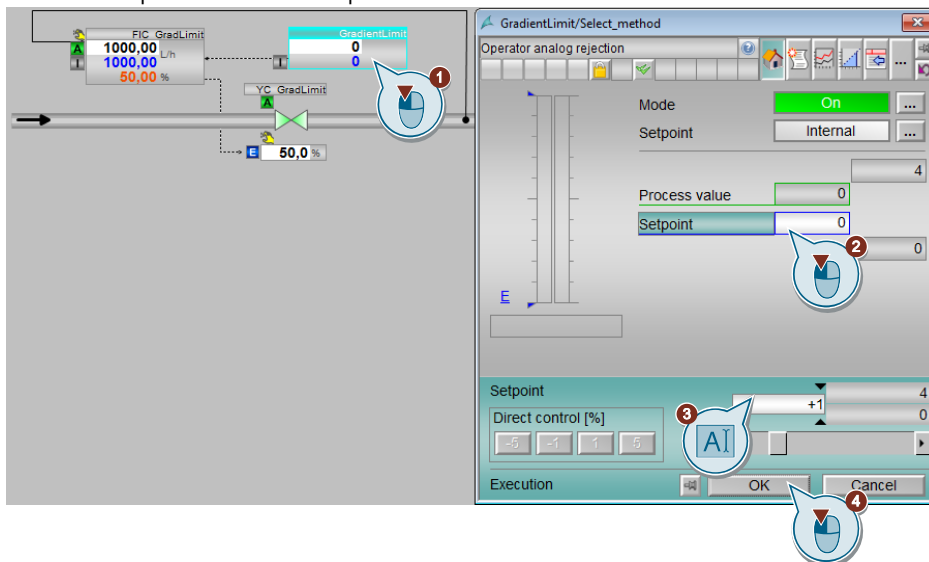 FIC_GradLimit
A 1000,00 L/h
I 1000,00
50,00 %
GradientLimit
0
I 0
1
YC_GradLimit
A
E 50,0 %
GradientLimit/Select_method
Operator analog rejection
...
Mode On ...
Setpoint Internal ...
4
Process value 0
Setpoint 0
2
0
E
Setpoint 4
+1
0
Direct control [%]
-5 -1 1 5
3
A
Execution OK Cancel
4